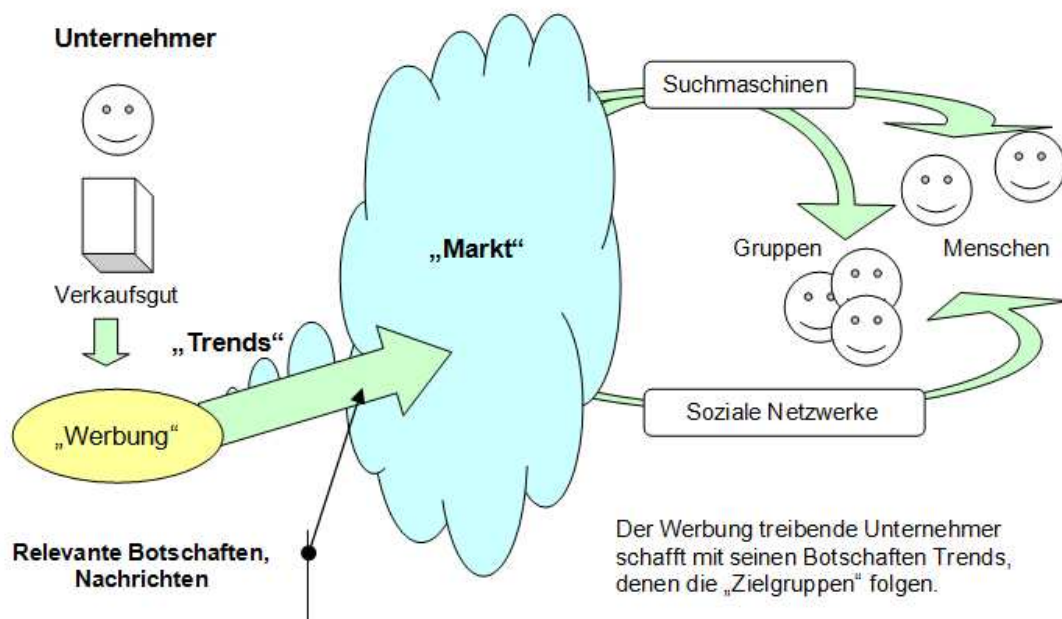 Unternehmer
Verkaufsgut
„Trends“
„Werbung“
Relevante Botschaften,
Nachrichten
„Markt“
Suchmaschinen
Gruppen
Menschen
Soziale Netzwerke
Der Werbung treibende Unternehmer
schafft mit seinen Botschaften Trends,
denen die „Zielgruppen“ folgen.